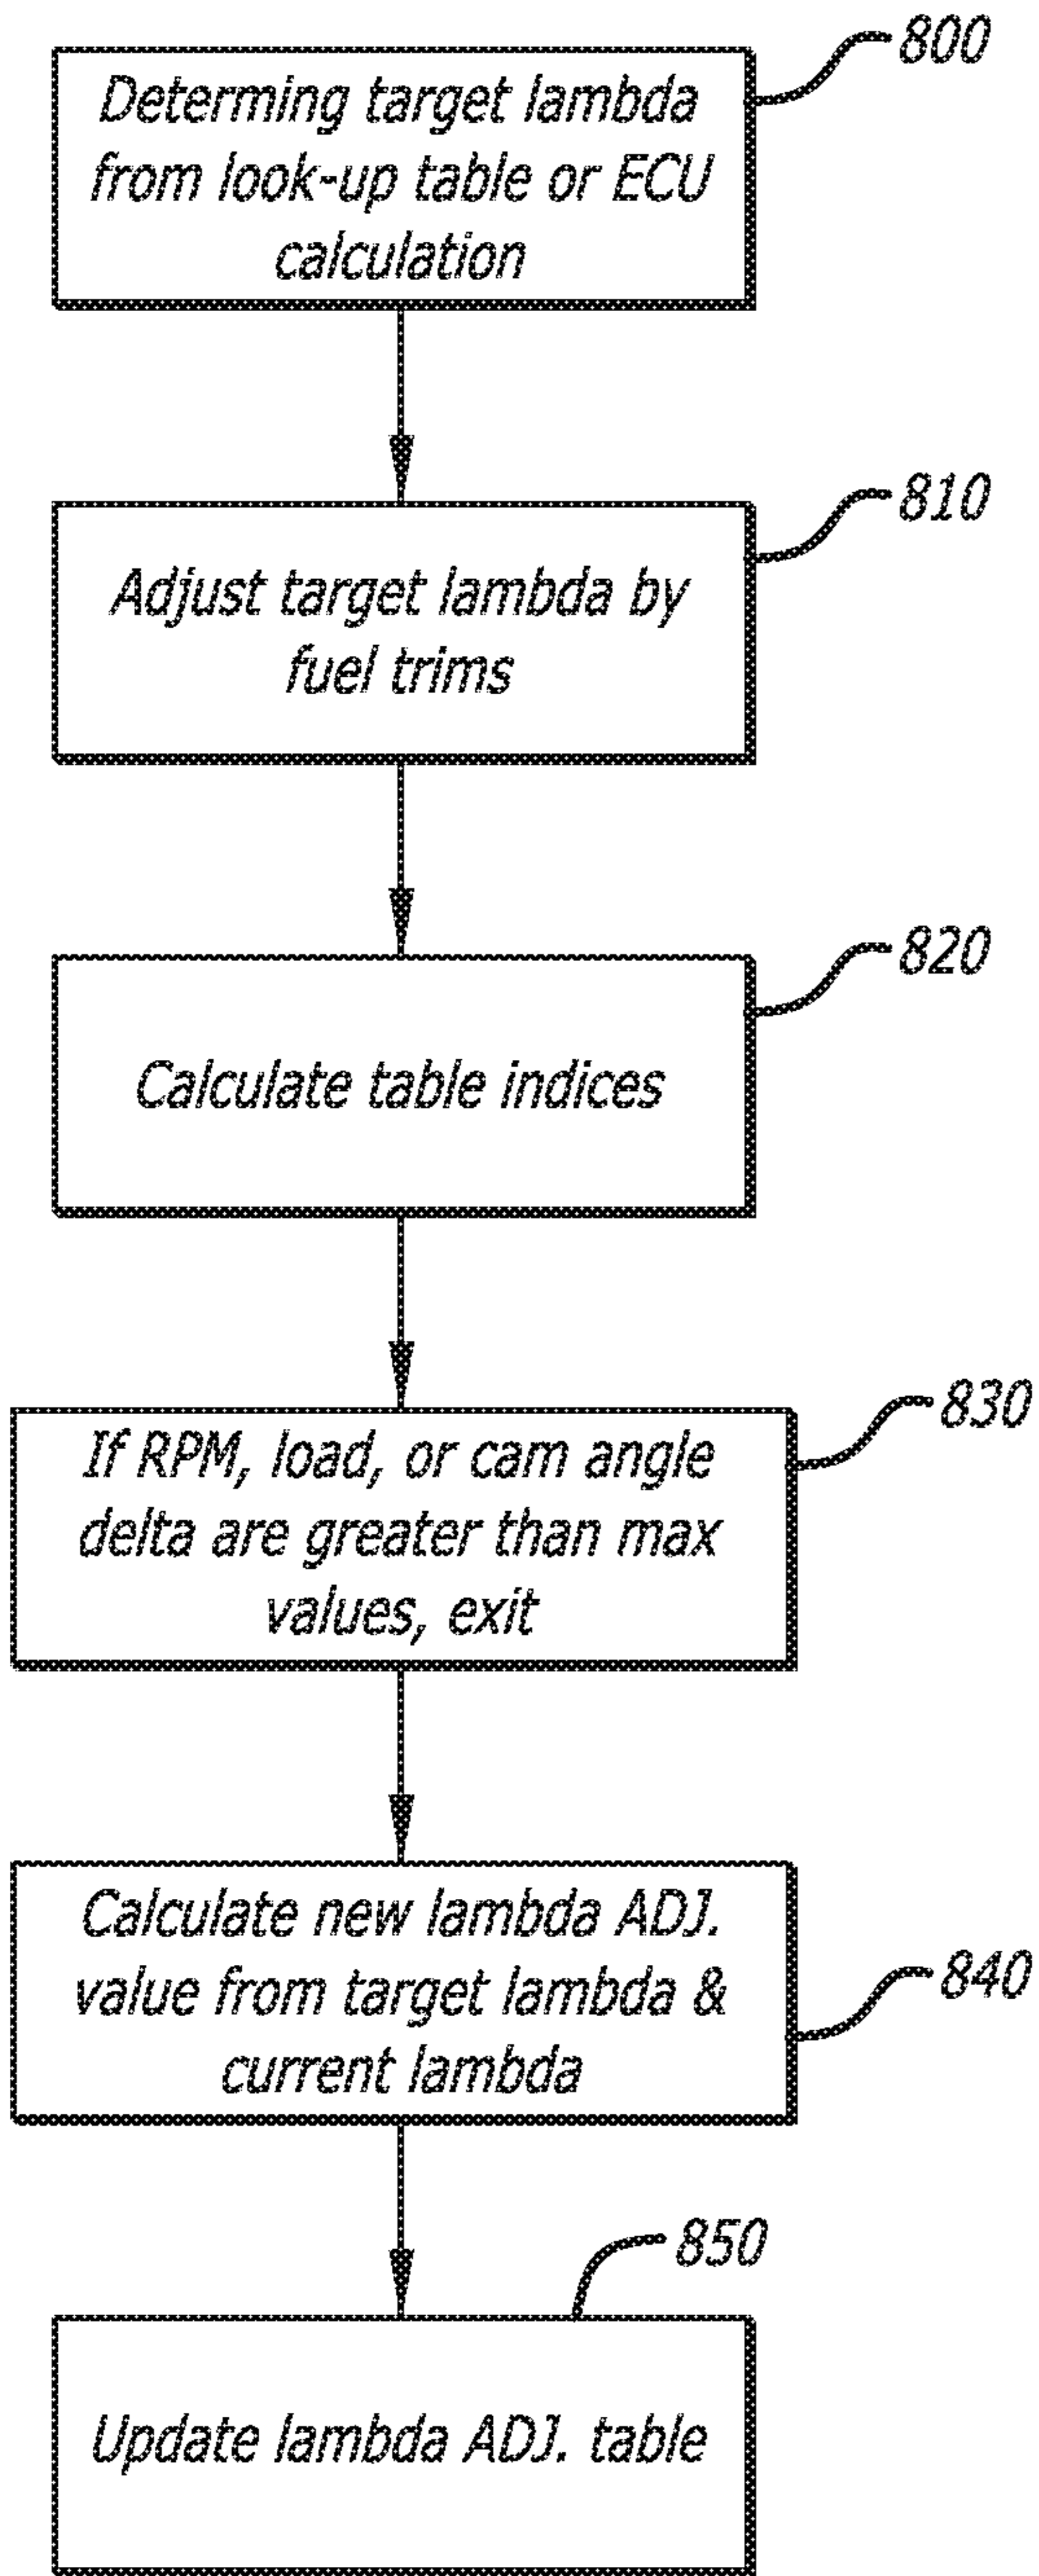 800
Determing target lambda
from look-up table or ECU
calculation
810
Adjust target lambda by
fuel trims
820
Calculate table indices
830
If RPM, load, or cam angle
delta are greater than max
values, exit
Calculate new lambda ADJ.
value from target lambda &
840
current lambda
850
Update lambda ADJ. table